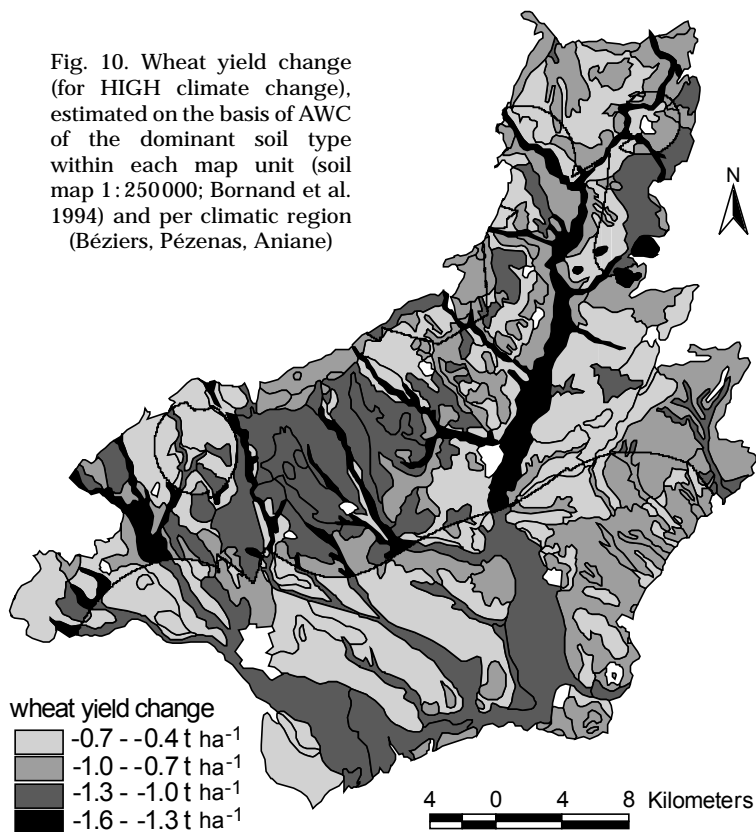 Fig. 10. Wheat yield change
(for HIGH climate change),
estimated on the basis of AWC
of the dominant soil type
within each map unit (soil
map 1:250000; Bornand et al.
1994) and per climatic region
(Béziers, Pézenas, Aniane)
N
wheat yield change
-0.7 - -0.4 t ha-1
-1.0 - -0.7 t ha-1
-1.3 - -1.0 t ha-1
-1.6 - -1.3 t ha-1
4 0 4 8 Kilometers